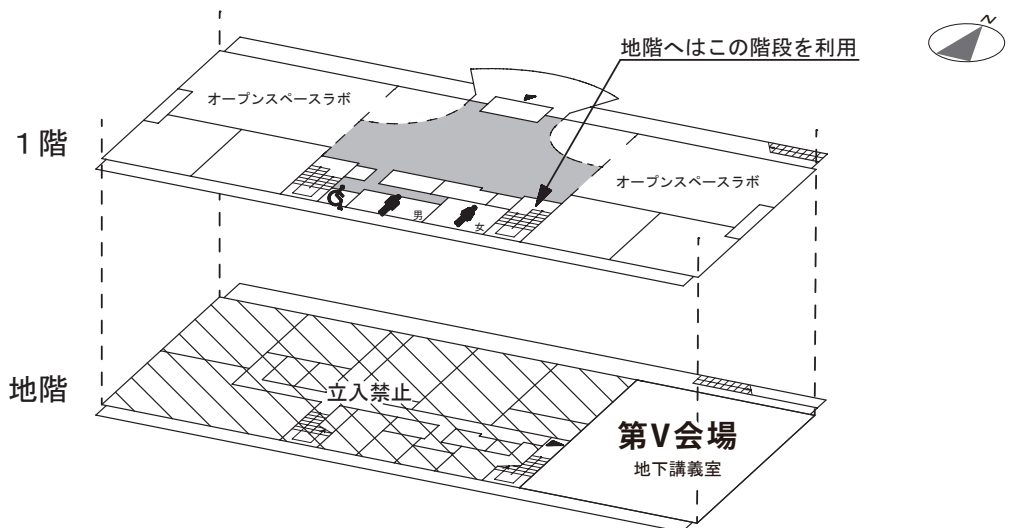 地階へはこの階段を利用
N
オープンスペースラボ
1階
オープンスペースラボ
男
女
地階
立入禁止
第V会場
地下講義室